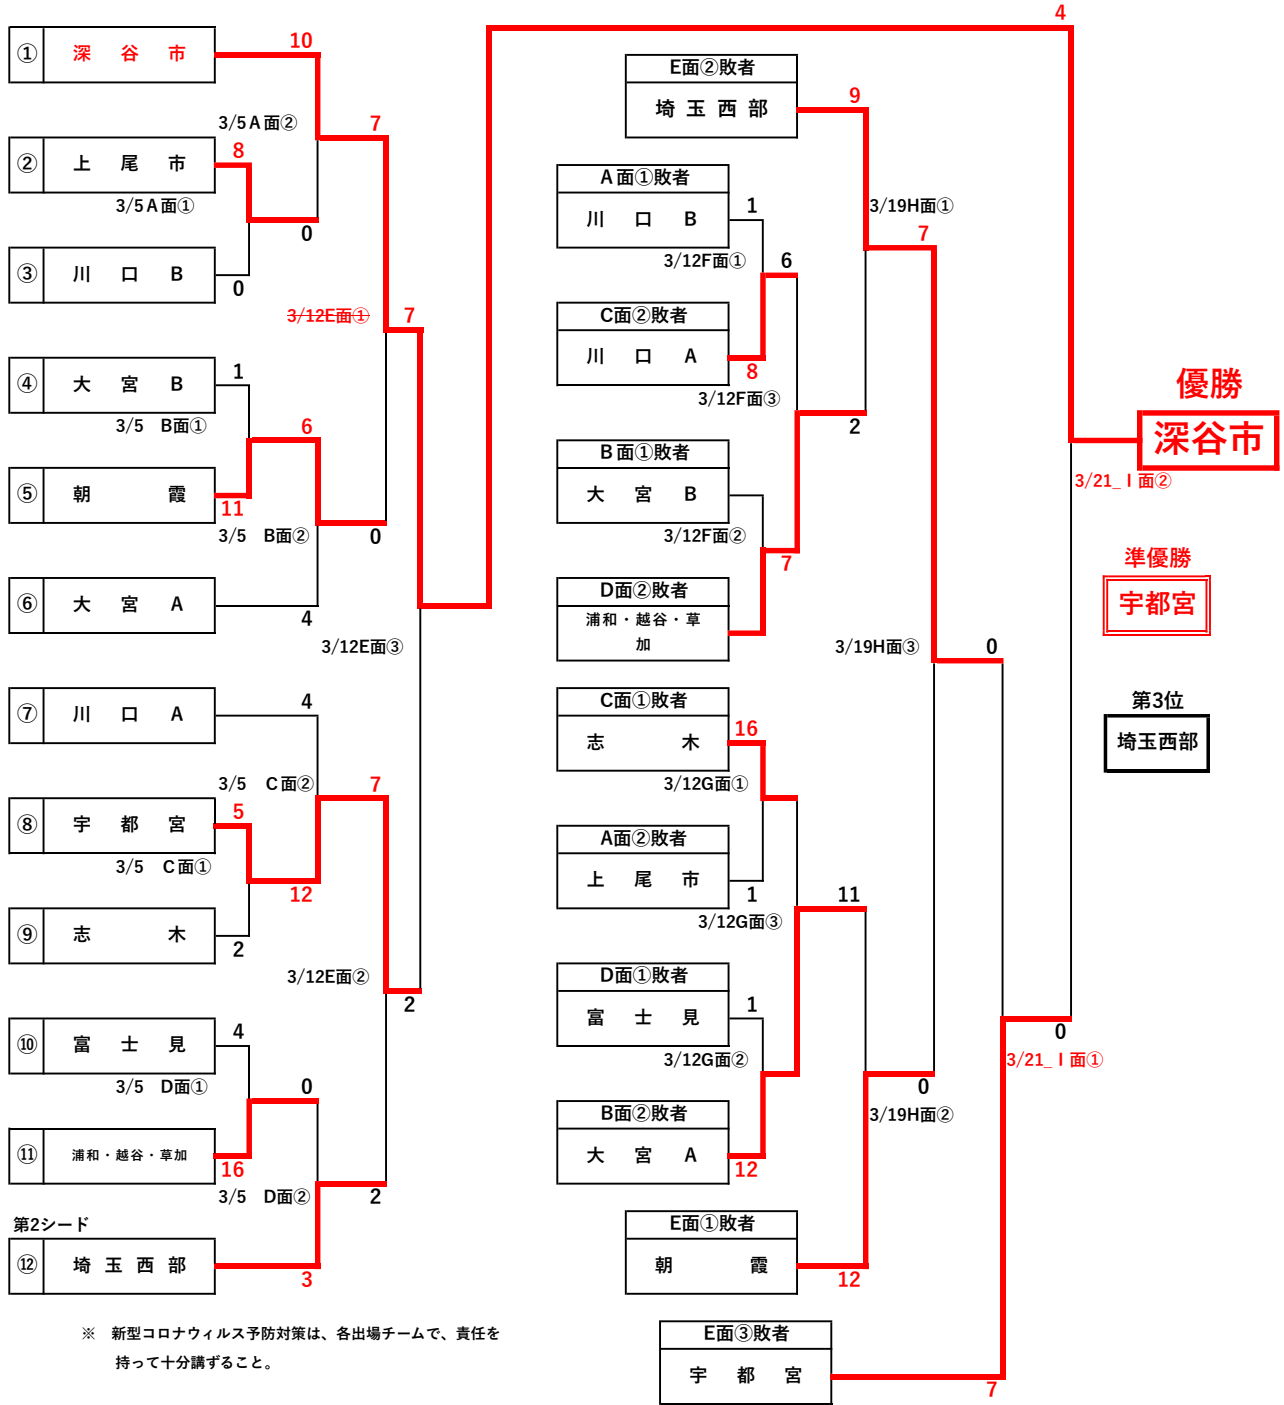 ① 深谷市
10
3/5A面②
7
② 上尾市
8
3/5A面①
0
③ 川口B
0
3/12E面①
7
④ 大宮B
1
3/5 B面①
6
⑤ 朝霞
11
3/5 B面②
0
⑥ 大宮A
4
3/12E面③
⑦ 川口A
4
3/5 C面②
7
⑧ 宇都宮
5
3/5 C面①
12
⑨ 志木
2
3/12E面②
2
⑩ 富士見
4
3/5 D面①
0
⑪ 浦和・越谷・草加
16
3/5 D面②
2
第2シード
⑫ 埼玉西部
3
※ 新型コロナウィルス予防対策は、各出場チームで、責任を
持って十分講ずること。
4
E面②敗者
埼玉西部
9
A面①敗者
川口B
1
3/19H面①
7
3/12F面①
6
C面②敗者
川口A
8
3/12F面③
2
B面①敗者
大宮B
3/12F面②
7
D面②敗者
浦和・越谷・草
加
3/19H面③
0
C面①敗者
志木
16
3/12G面①
A面②敗者
上尾市
1
11
3/12G面③
D面①敗者
富士見
1
3/12G面②
0
3/19H面②
B面②敗者
大宮A
12
E面①敗者
朝霞
12
E面③敗者
宇都宮
7
優勝
深谷市
3/21_Ⅰ面②
準優勝
宇都宮
第3位
埼玉西部
0
3/21_Ⅰ面①